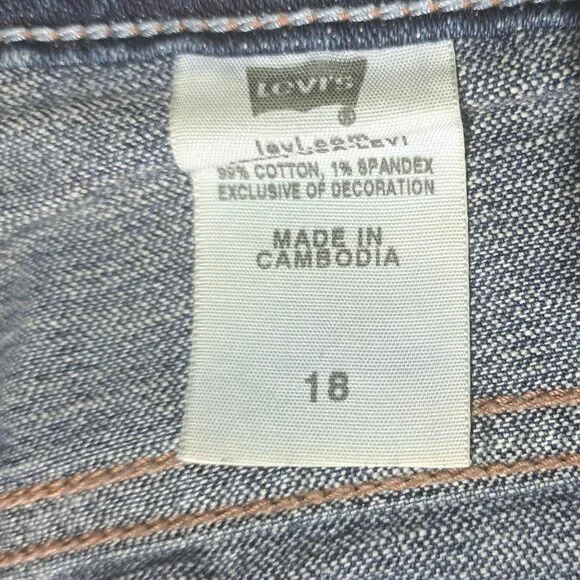 Levi's
®
99% COTTON, 1% SPANDEX
EXCLUSIVE OF DECORATION
MADE IN
CAMBODIA
18